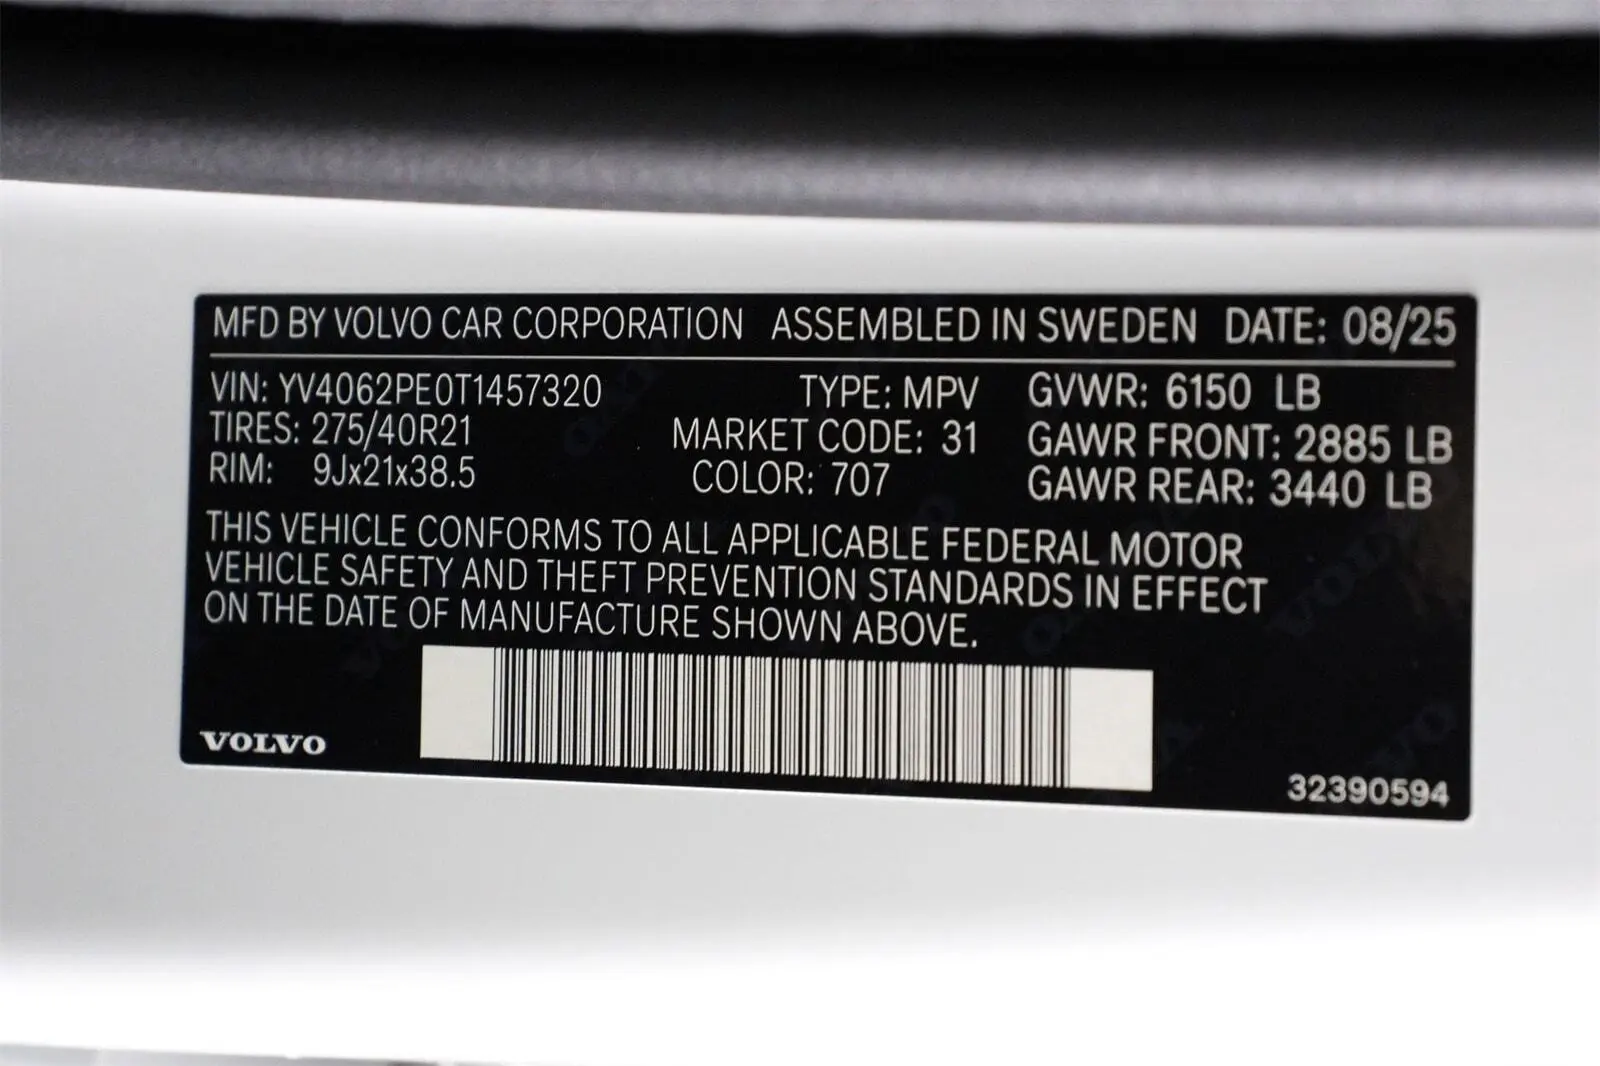 MFD BY VOLVO CAR CORPORATION ASSEMBLED IN SWEDEN DATE: 08/25
VIN: YV4062PE0T1457320 TYPE: MPV GVWR: 6150 LB
TIRES: 275/40R21 MARKET CODE: 31 GAWR FRONT: 2885 LB
RIM: 9Jx21x38.5 COLOR: 707 GAWR REAR: 3440 LB
THIS VEHICLE CONFORMS TO ALL APPLICABLE FEDERAL MOTOR
VEHICLE SAFETY AND THEFT PREVENTION STANDARDS IN EFFECT
ON THE DATE OF MANUFACTURE SHOWN ABOVE.
VOLVO
32390594